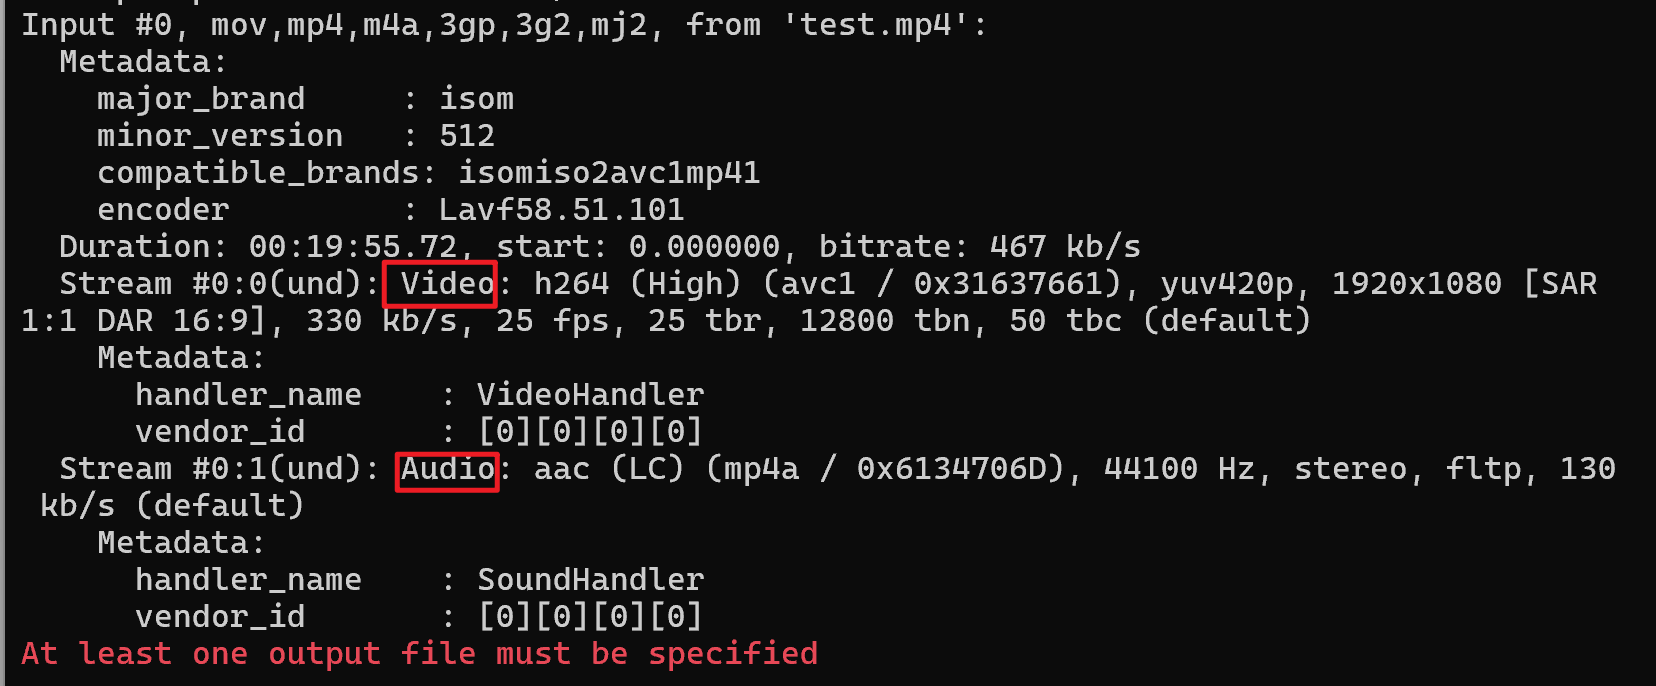 Input #0, mov,mp4,m4a,3gp,3g2,mj2, from 'test.mp4':
  Metadata:
    major_brand     : isom
    minor_version   : 512
    compatible_brands: isomiso2avc1mp41
    encoder         : Lavf58.51.101
  Duration: 00:19:55.72, start: 0.000000, bitrate: 467 kb/s
  Stream #0:0(und): Video: h264 (High) (avc1 / 0x31637661), yuv420p, 1920x1080 [SAR
1:1 DAR 16:9], 330 kb/s, 25 fps, 25 tbr, 12800 tbn, 50 tbc (default)
    Metadata:
      handler_name    : VideoHandler
      vendor_id       : [0][0][0][0]
  Stream #0:1(und): Audio: aac (LC) (mp4a / 0x6134706D), 44100 Hz, stereo, fltp, 130
 kb/s (default)
    Metadata:
      handler_name    : SoundHandler
      vendor_id       : [0][0][0][0]
At least one output file must be specified